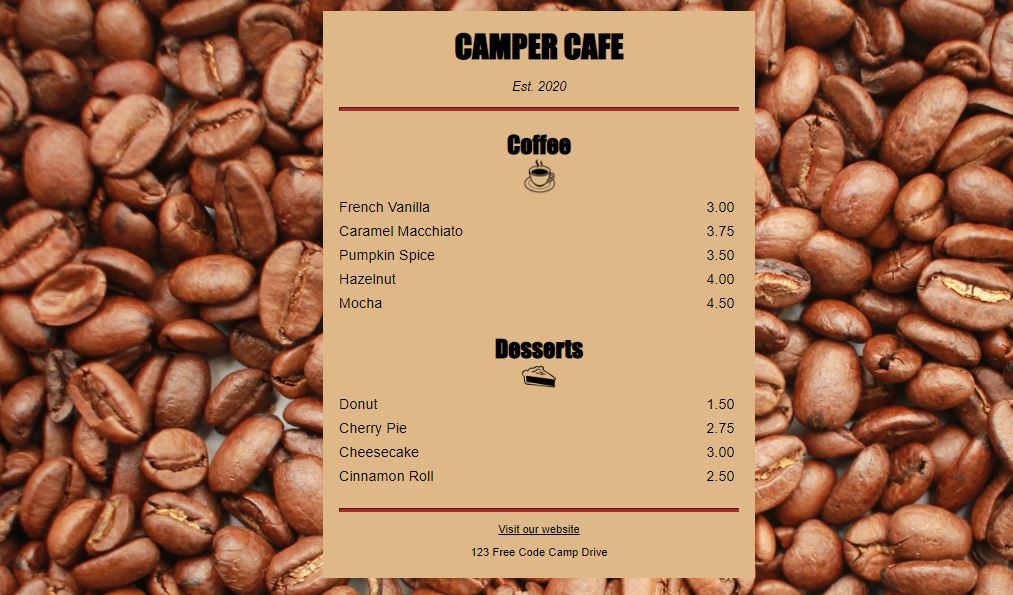 CAMPER CAFE
Est. 2020
Coffee
French Vanilla 3.00
Caramel Macchiato 3.75
Pumpkin Spice 3.50
Hazelnut 4.00
Mocha 4.50
Desserts
Donut 1.50
Cherry Pie 2.75
Cheesecake 3.00
Cinnamon Roll 2.50
Visit our website
123 Free Code Camp Drive